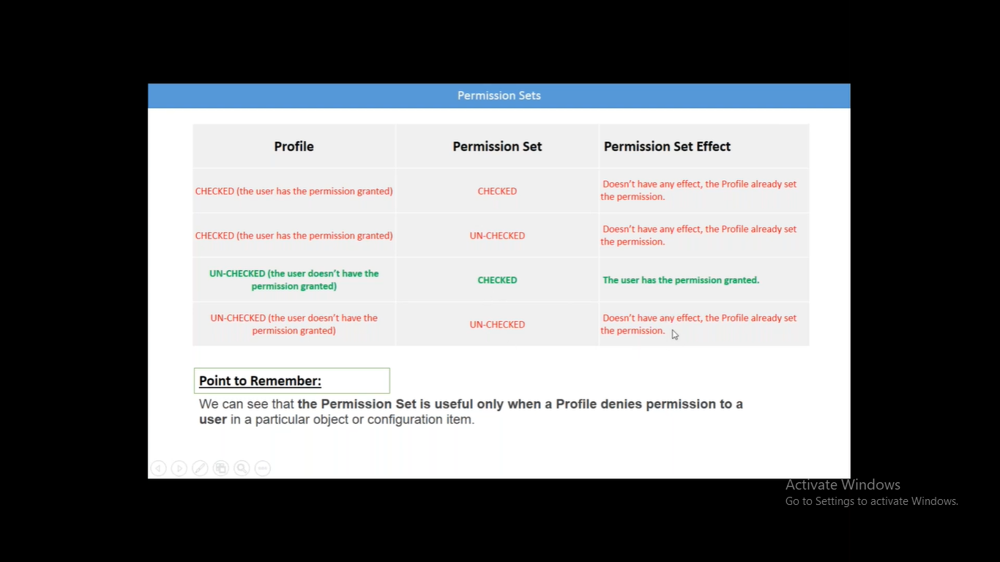 Permission Sets
Profile
Permission Set
Permission Set Effect
CHECKED (the user has the permission granted)
CHECKED
Doesn't have any effect, the Profile already set
the permission.
CHECKED (the user has the permission granted)
UN-CHECKED
Doesn't have any effect, the Profile already set
the permission.
UN-CHECKED (the user doesn't have the
permission granted)
CHECKED
The user has the permission granted.
UN-CHECKED (the user doesn't have the
permission granted)
UN-CHECKED
Doesn't have any effect, the Profile already set
the permission.
Point to Remember:
We can see that the Permission Set is useful only when a Profile denies permission to a
user in a particular object or configuration item.
Activate Windows
Go to Settings to activate Windows.